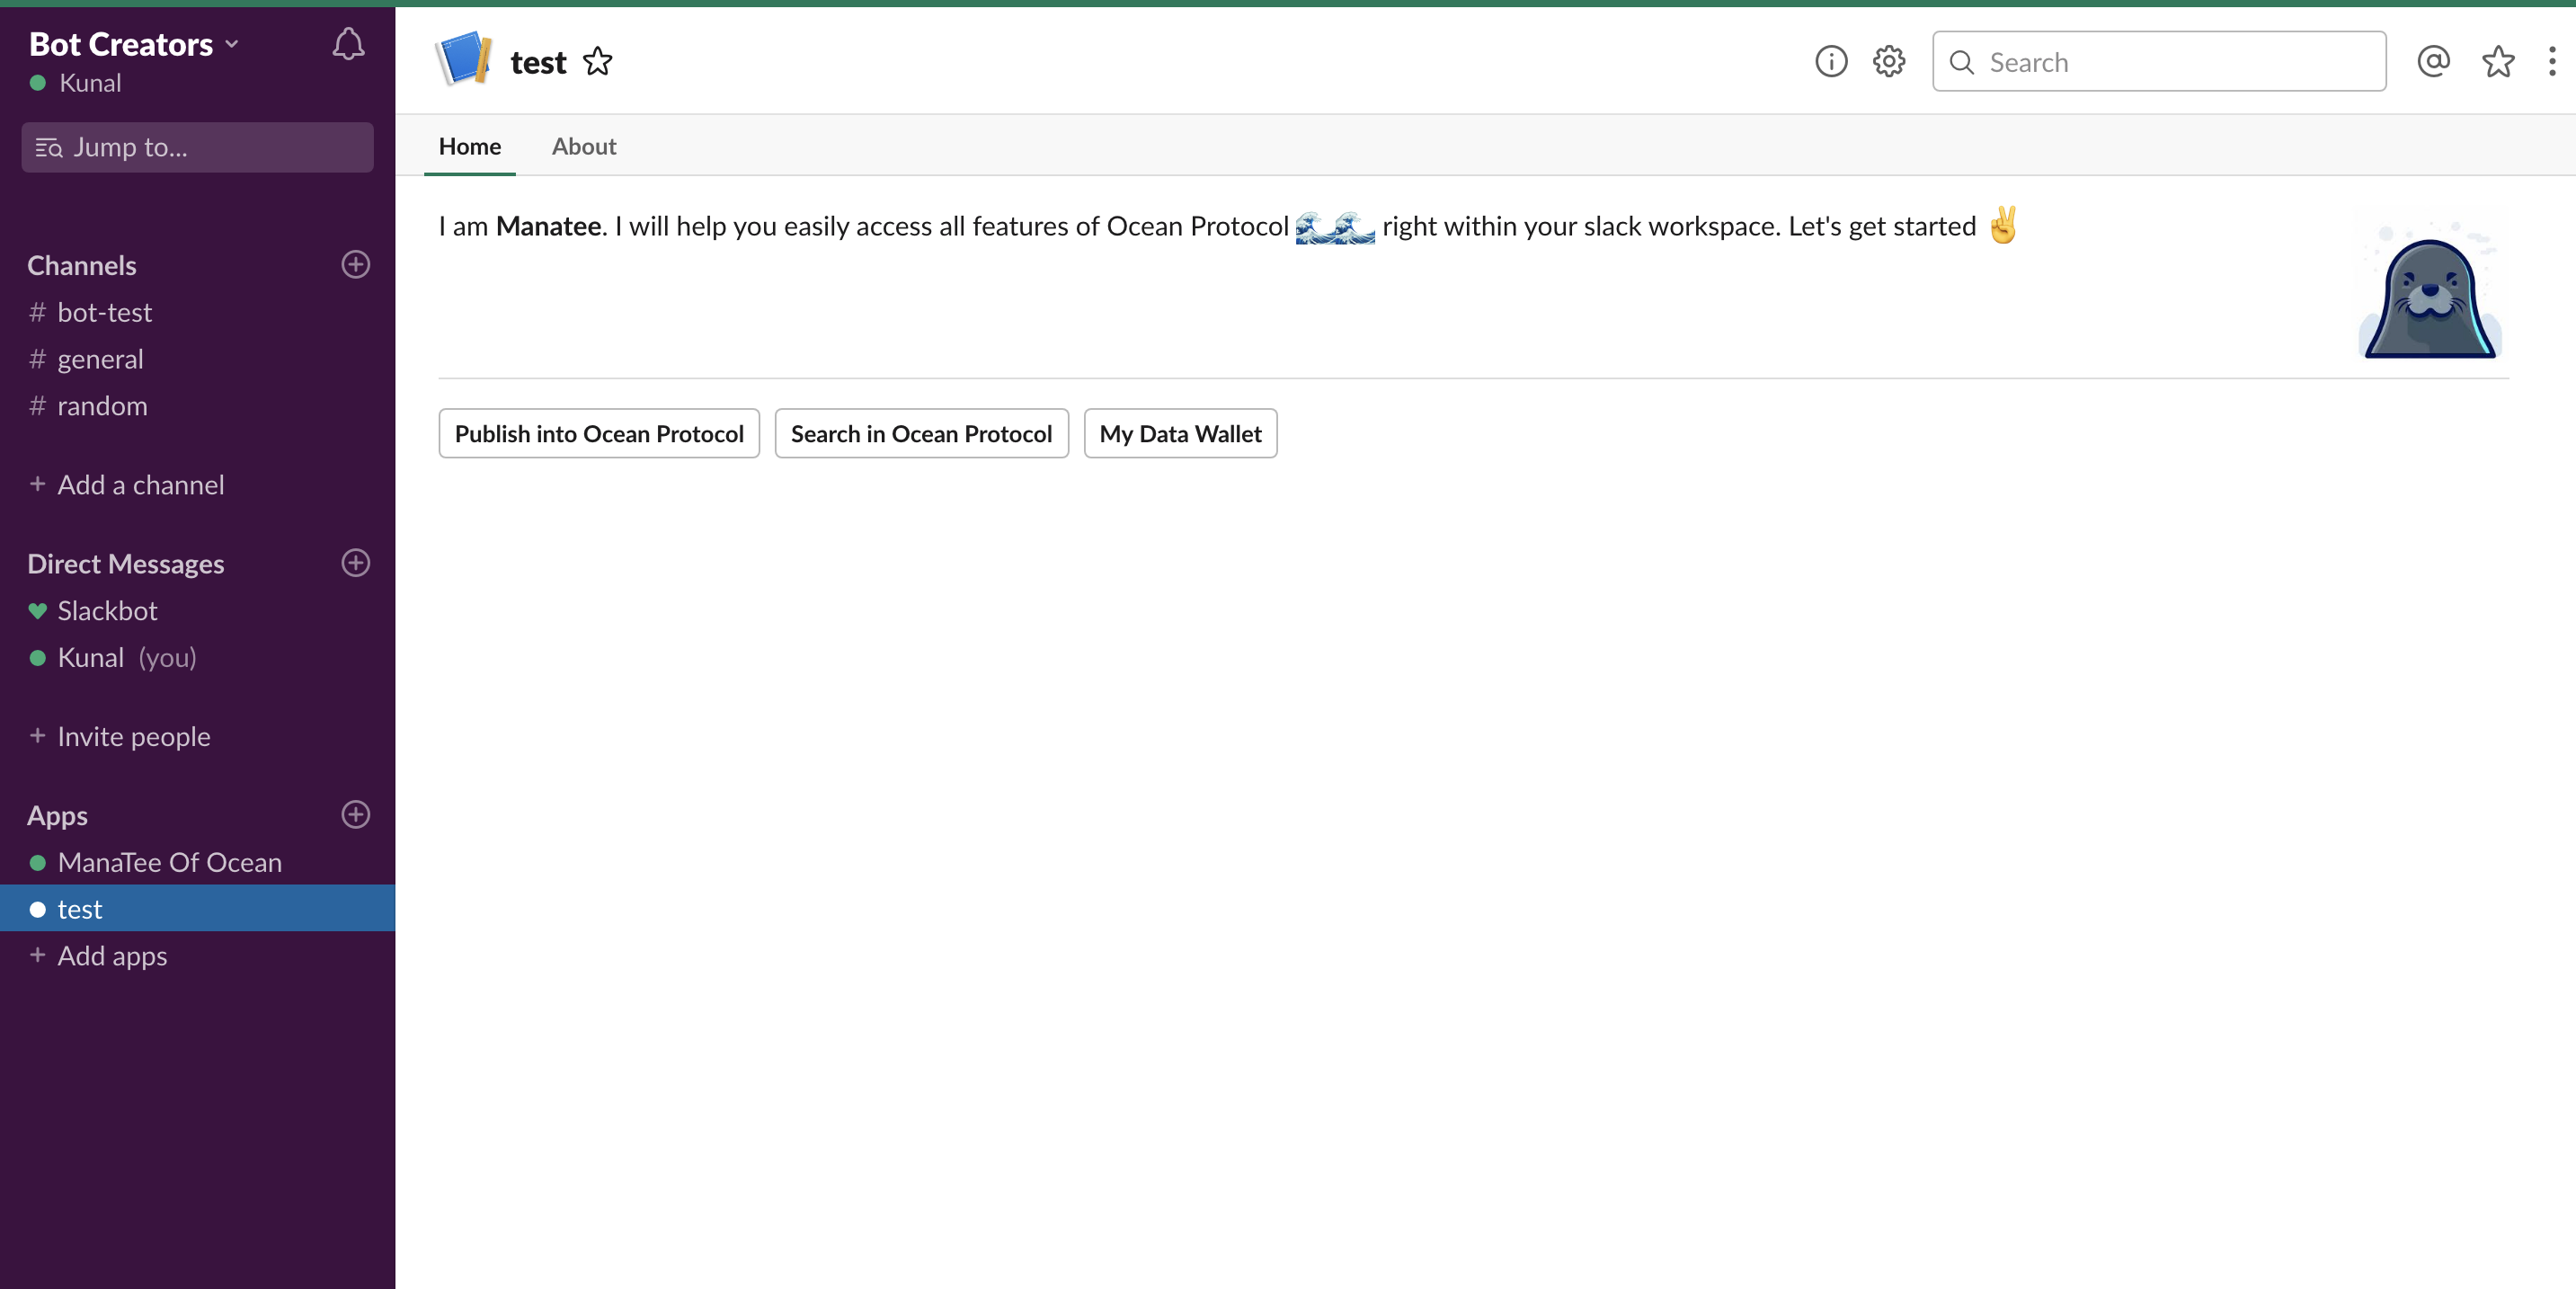 Bot Creators
Kunal
Jump to...
Channels
# bot-test
# general
# random
+ Add a channel
Direct Messages
Slackbot
Kunal (you)
+ Invite people
Apps
ManaTee Of Ocean
test
+ Add apps
test
Search
Home About
I am Manatee. I will help you easily access all features of Ocean Protocol 🌊🌊 right within your slack workspace. Let's get started ✌️
Publish into Ocean Protocol Search in Ocean Protocol My Data Wallet